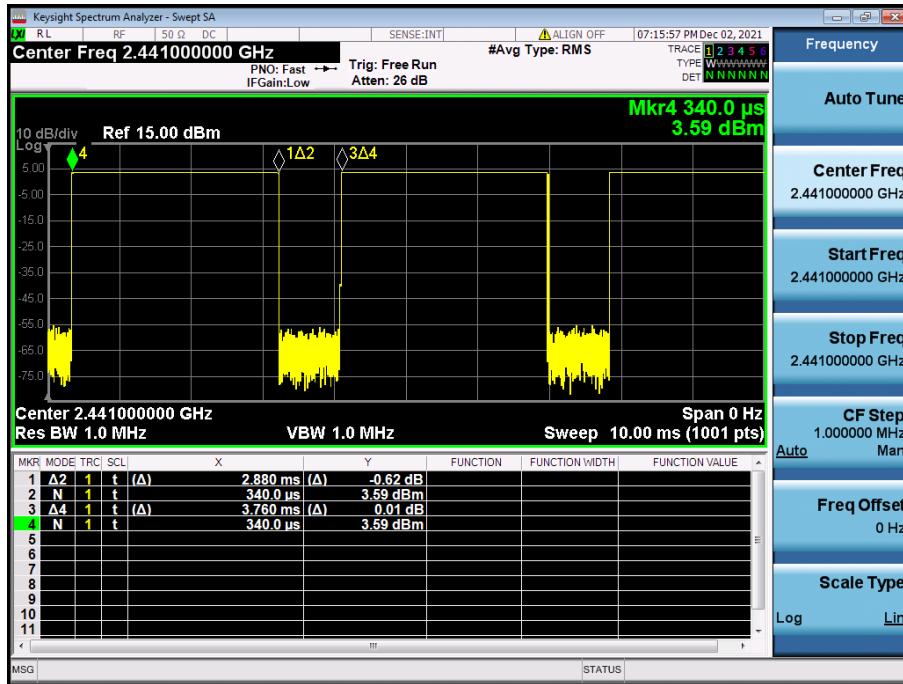 Keysight Spectrum Analyzer - Swept SA
LXI RL RF 50 Ω DC SENSE:INT ALIGN OFF 07:15:57 PM Dec 02, 2021
Center Freq 2.441000000 GHz #Avg Type: RMS TRACE 1 2 3 4 5 6
PNO: Fast Trig: Free Run TYPE WWWWWW
IFGain:Low Atten: 26 dB DET N N N N N N
Mkr4 340.0 µs
10 dB/div Ref 15.00 dBm 3.59 dBm
Log
4 1Δ2 3Δ4
5.00
-5.00
-15.0
-25.0
-35.0
-45.0
-55.0
-65.0
-75.0
Center 2.441000000 GHz Span 0 Hz
Res BW 1.0 MHz VBW 1.0 MHz Sweep 10.00 ms (1001 pts)
MKR MODE TRC SCL X Y FUNCTION FUNCTION WIDTH FUNCTION VALUE
1 Δ2 1 t (Δ) 2.880 ms (Δ) -0.62 dB
2 N 1 t 340.0 µs 3.59 dBm
3 Δ4 1 t (Δ) 3.760 ms (Δ) 0.01 dB
4 N 1 t 340.0 µs 3.59 dBm
5
6
7
8
9
10
11
MSG STATUS
Frequency
Auto Tune
Center Freq
2.441000000 GHz
Start Freq
2.441000000 GHz
Stop Freq
2.441000000 GHz
CF Step
1.000000 MHz
Auto Man
Freq Offset
0 Hz
Scale Type
Log Lin